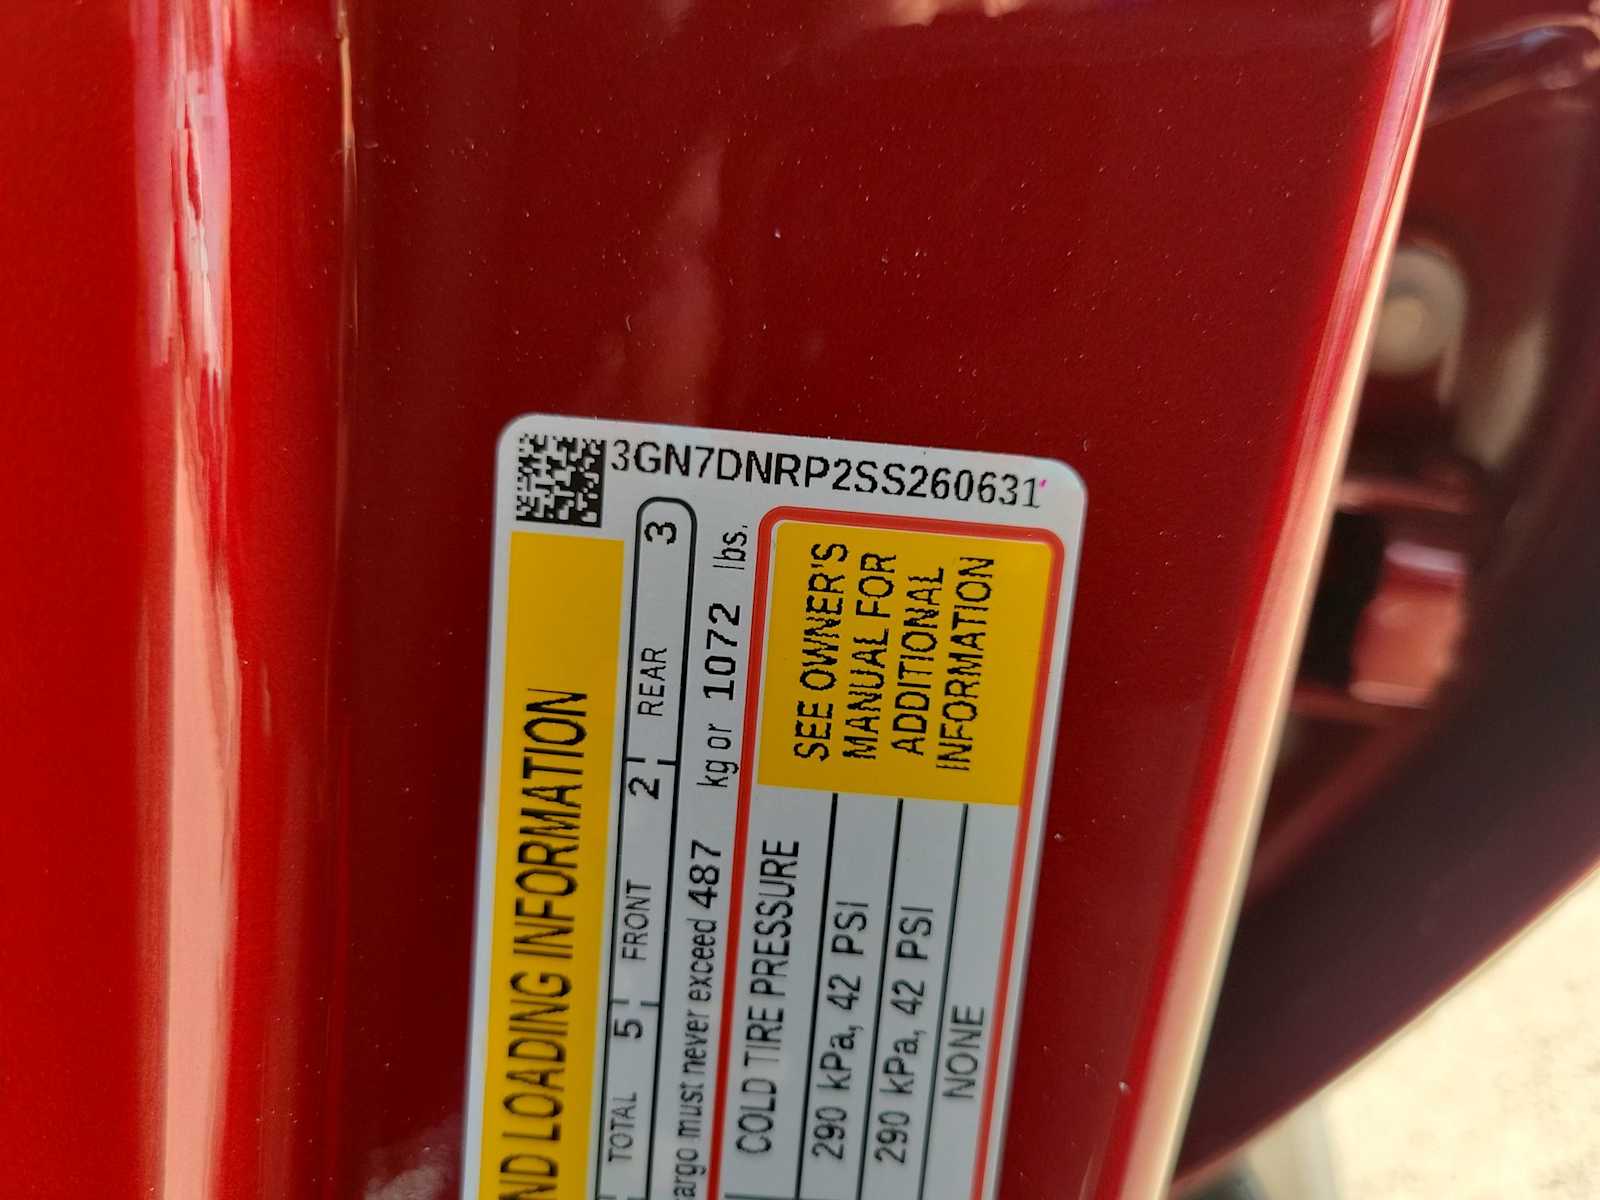 3GN7DNRP2SS260631
ND LOADING INFORMATION
TOTAL 5 FRONT 2 REAR 3
argo must never exceed 487 kg or 1072 lbs.
COLD TIRE PRESSURE
290 kPa, 42 PSI
290 kPa, 42 PSI
NONE
SEE OWNER'S
MANUAL FOR
ADDITIONAL
INFORMATION